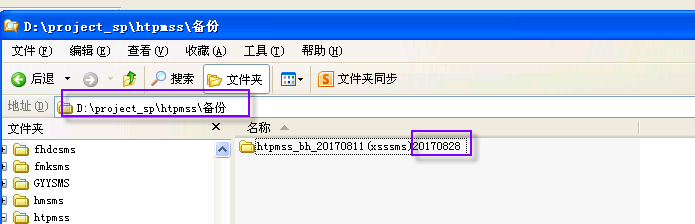 D:\project_sp\htpmss\备份
文件(F) 编辑(E) 查看(V) 收藏(A) 工具(T) 帮助(H)
后退 搜索 文件夹 文件夹同步
地址(D) D:\project_sp\htpmss\备份
文件夹 名称
fhdcsms htpmss_bh_20170811(xsssms)20170828
fmksms
GYYSMS
hmsms
htpmss